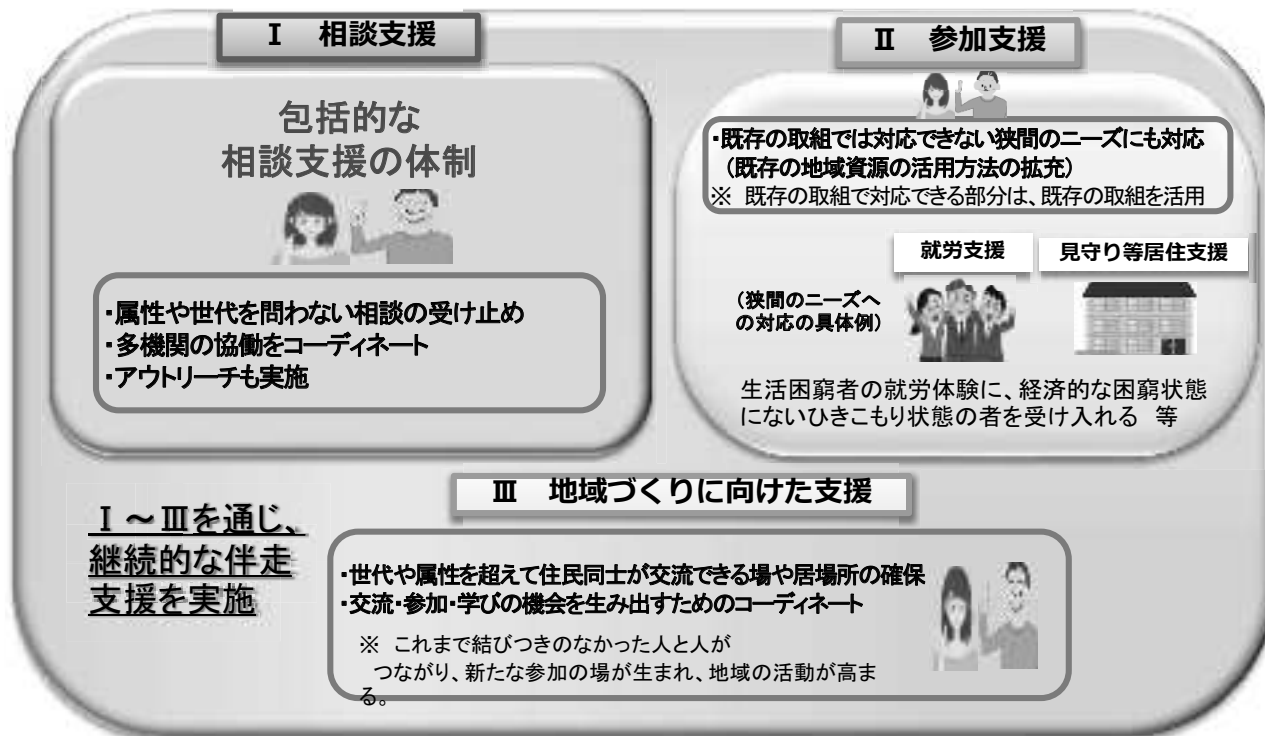 Ⅰ 相談支援
包括的な
相談支援の体制
・属性や世代を問わない相談の受け止め
・多機関の協働をコーディネート
・アウトリーチも実施
Ⅱ 参加支援
・既存の取組では対応できない狭間のニーズにも対応
（既存の地域資源の活用方法の拡充）
※ 既存の取組で対応できる部分は、既存の取組を活用
就労支援
見守り等居住支援
（狭間のニーズへ
の対応の具体例）
生活困窮者の就労体験に、経済的な困窮状態
にないひきこもり状態の者を受け入れる 等
Ⅲ 地域づくりに向けた支援
Ⅰ～Ⅲを通じ、
継続的な伴走
支援を実施
・世代や属性を超えて住民同士が交流できる場や居場所の確保
・交流・参加・学びの機会を生み出すためのコーディネート
※ これまで結びつきのなかった人と人が
つながり、新たな参加の場が生まれ、地域の活動が高ま
る。